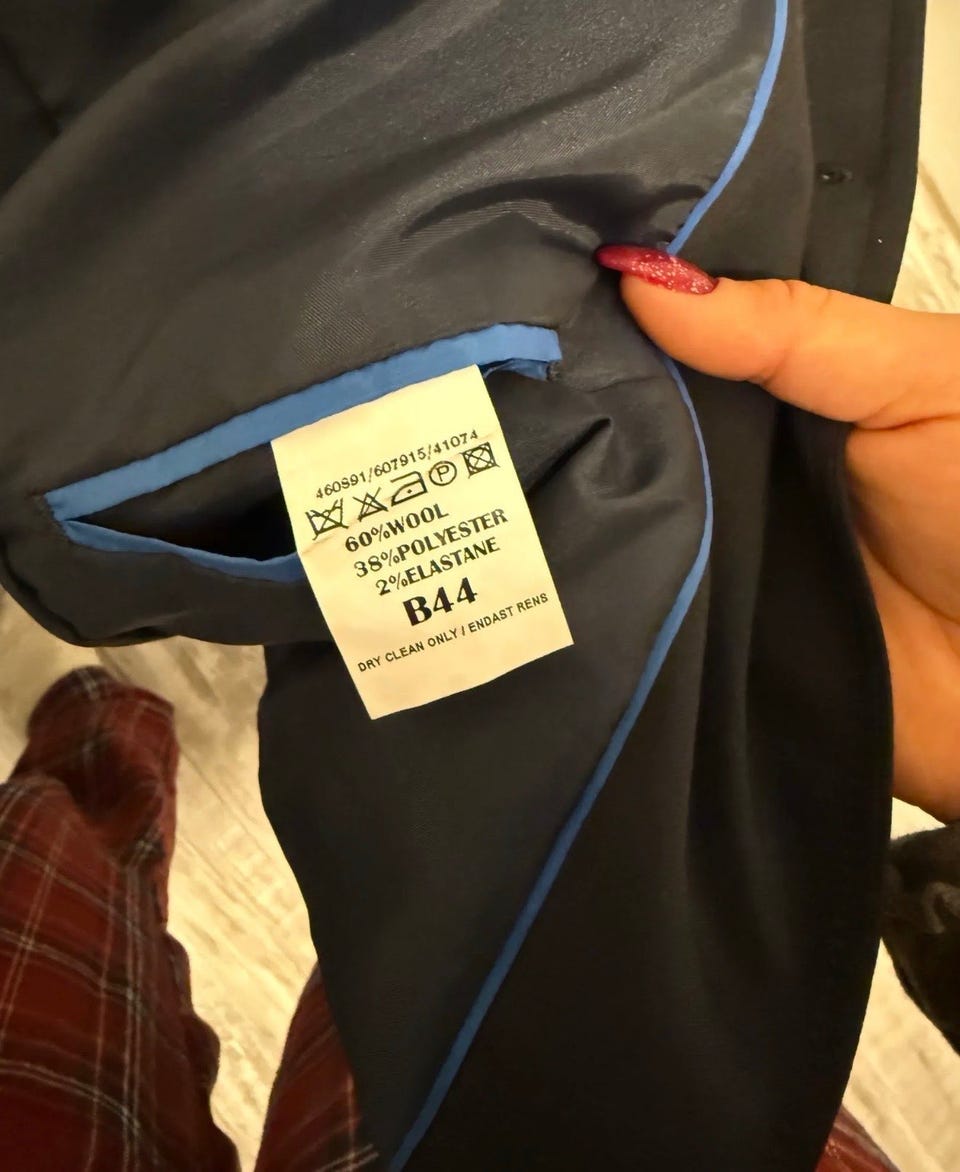 460891/607915/41074
P
60%WOOL
38%POLYESTER
2%ELASTANE
B44
DRY CLEAN ONLY / ENDAST RENS